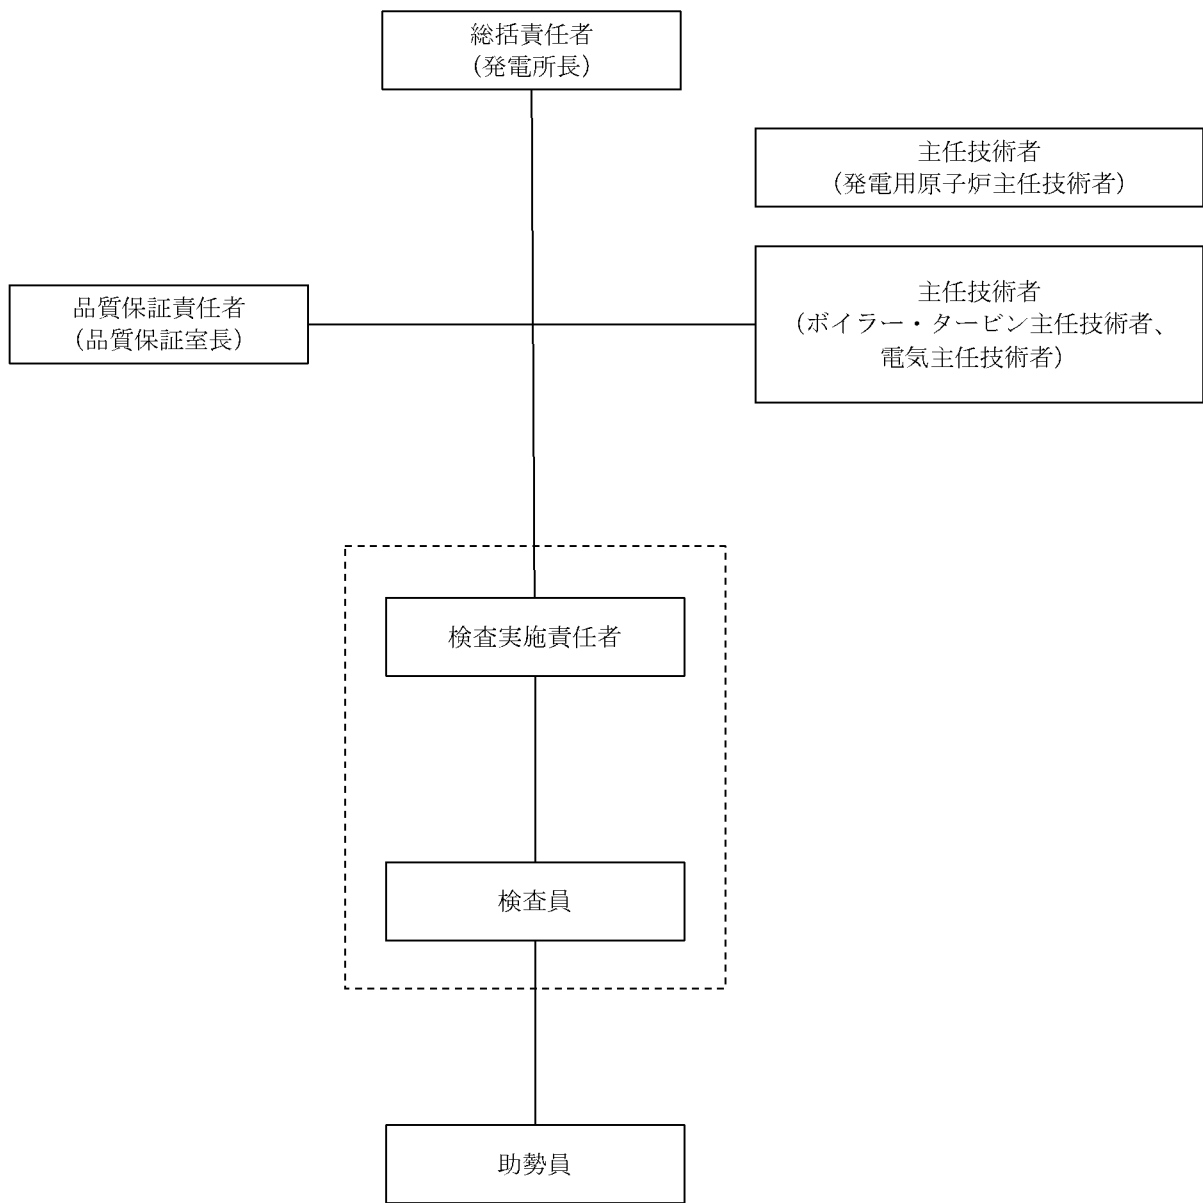 総括責任者
(発電所長)
主任技術者
(発電用原子炉主任技術者)
品質保証責任者
(品質保証室長)
主任技術者
(ボイラー・タービン主任技術者、
電気主任技術者)
検査実施責任者
検査員
助勢員